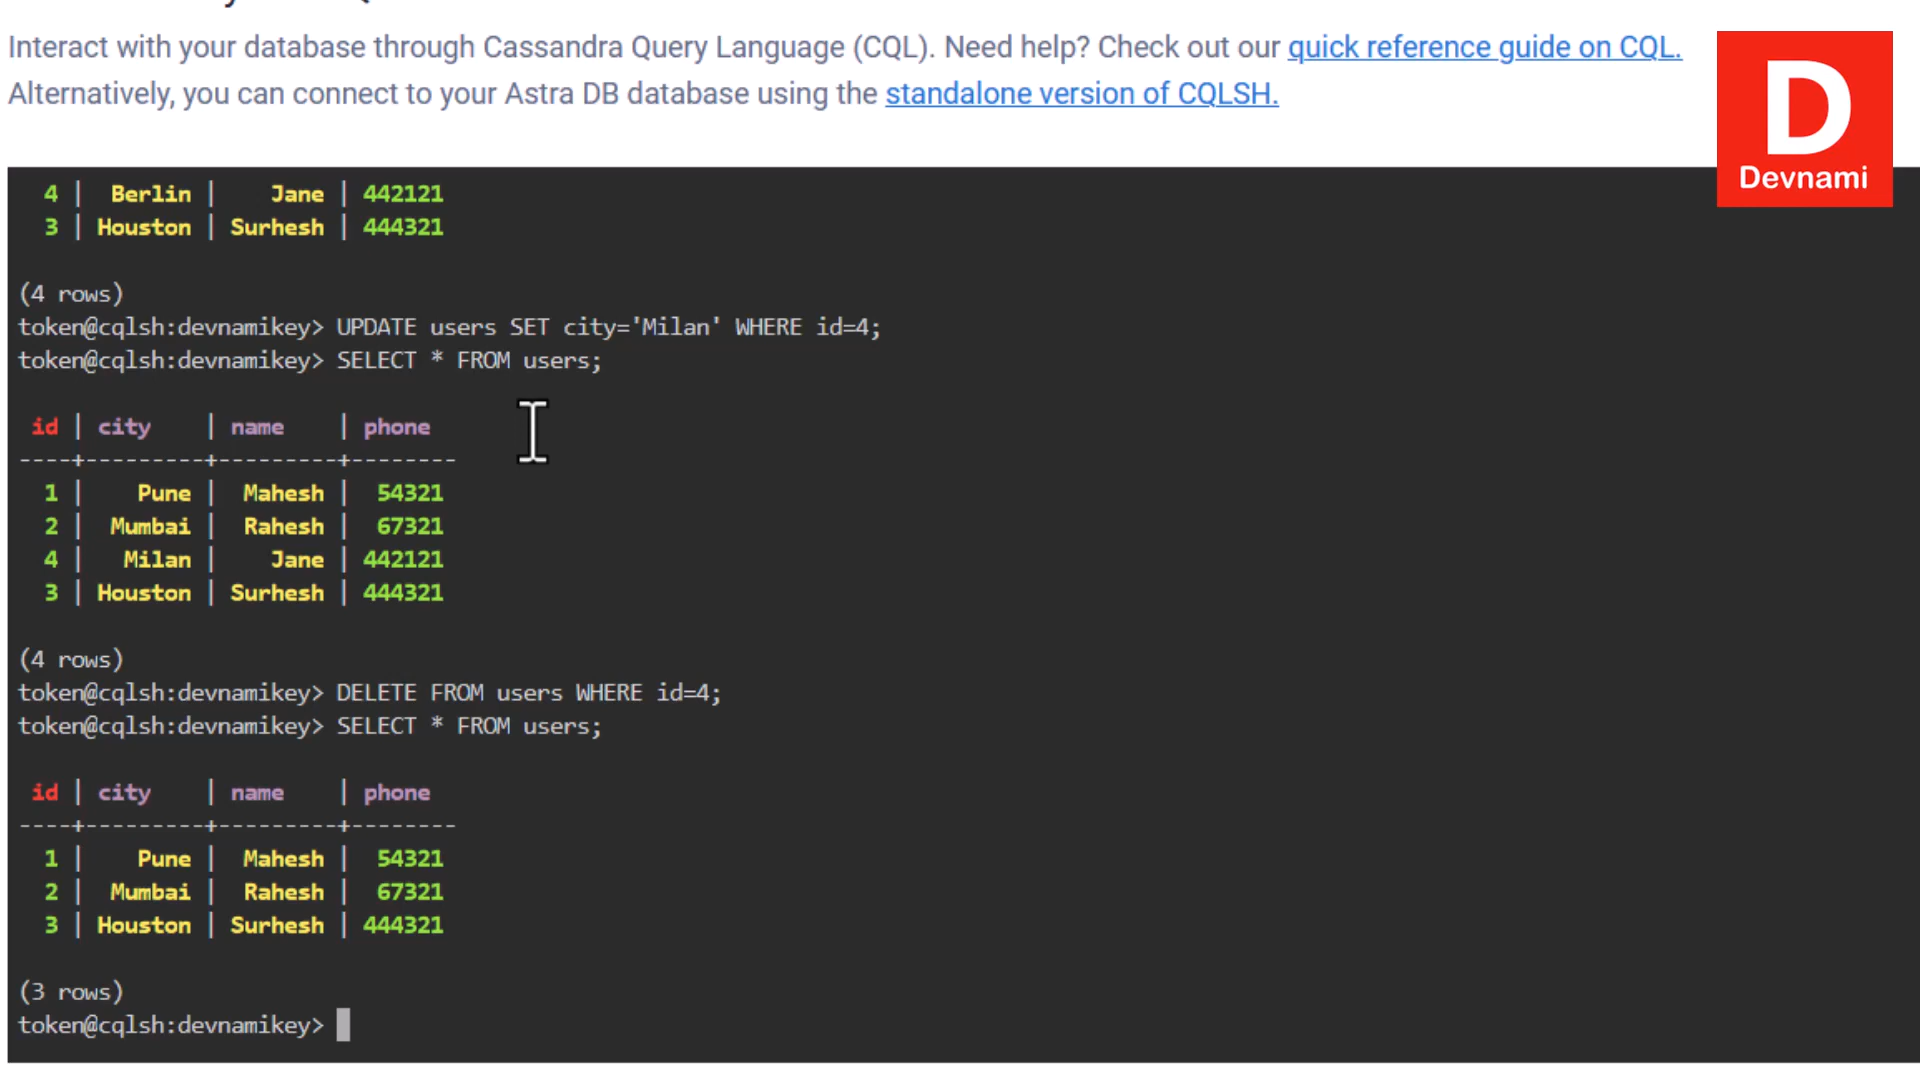 Interact with your database through Cassandra Query Language (CQL). Need help? Check out our quick reference guide on CQL.
Alternatively, you can connect to your Astra DB database using the standalone version of CQLSH.
D
Devnami
4 | Berlin | Jane | 442121
3 | Houston | Surhesh | 444321
(4 rows)
token@cqlsh:devnamikey> UPDATE users SET city='Milan' WHERE id=4;
token@cqlsh:devnamikey> SELECT * FROM users;
id | city | name | phone
----+---------+---------+--------
1 | Pune | Mahesh | 54321
2 | Mumbai | Rahesh | 67321
4 | Milan | Jane | 442121
3 | Houston | Surhesh | 444321
(4 rows)
token@cqlsh:devnamikey> DELETE FROM users WHERE id=4;
token@cqlsh:devnamikey> SELECT * FROM users;
id | city | name | phone
----+---------+---------+--------
1 | Pune | Mahesh | 54321
2 | Mumbai | Rahesh | 67321
3 | Houston | Surhesh | 444321
(3 rows)
token@cqlsh:devnamikey>